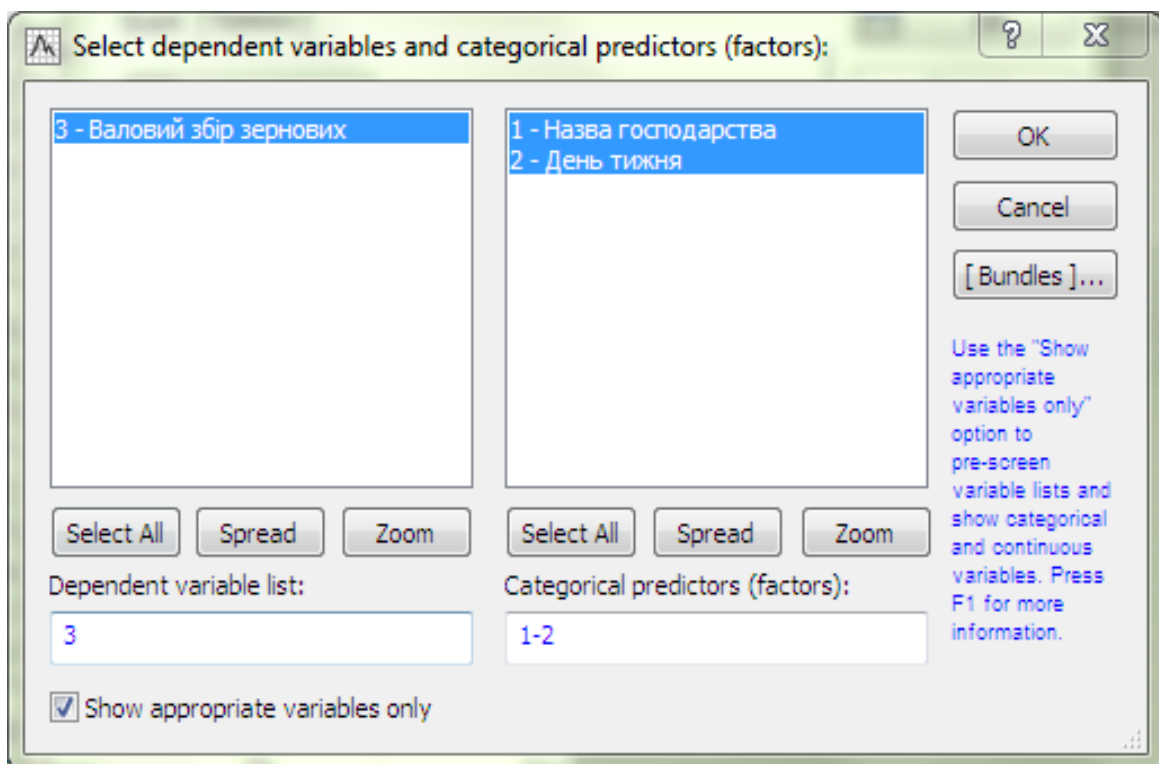 Select dependent variables and categorical predictors (factors):
3 - Валовий збір зернових
1 - Назва господарства
2 - День тижня
OK
Cancel
[ Bundles ]...
Use the "Show
appropriate
variables only"
option to
pre-screen
variable lists and
show categorical
and continuous
variables. Press
F1 for more
information.
Select All
Spread
Zoom
Select All
Spread
Zoom
Dependent variable list:
Categorical predictors (factors):
3
1-2
Show appropriate variables only